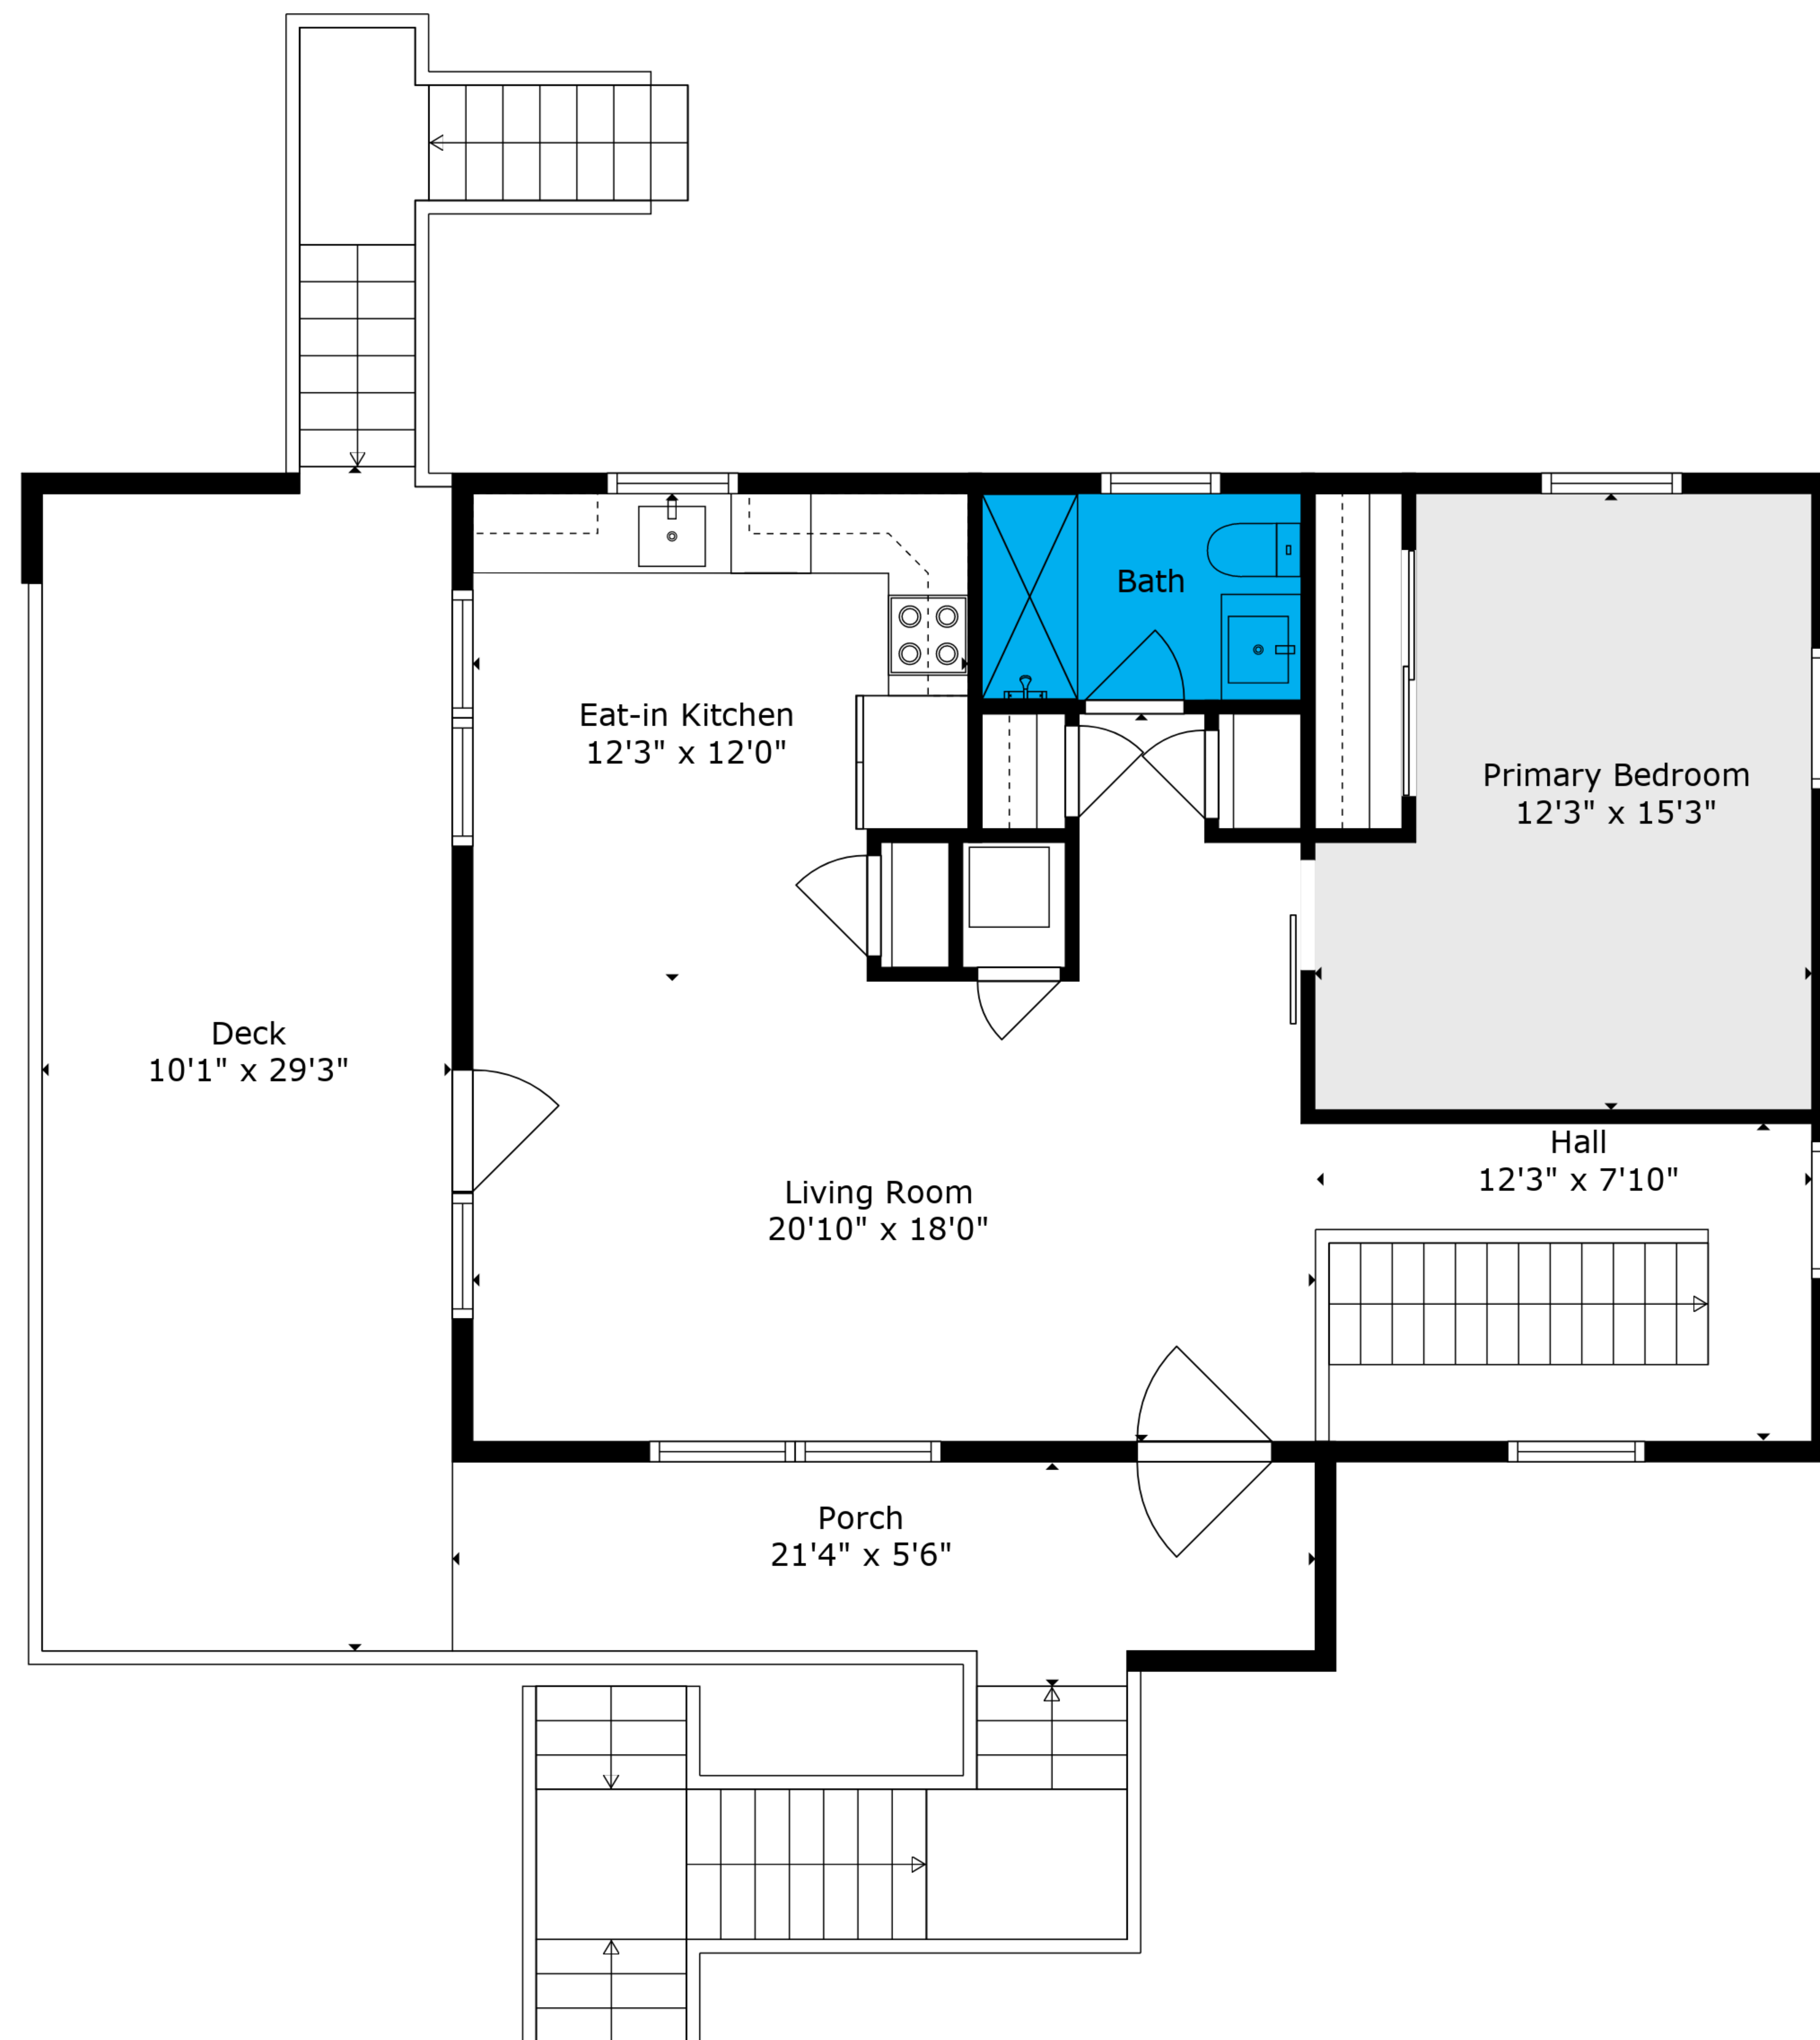 Bath
Eat-in Kitchen
12'3" x 12'0"
Primary Bedroom
12'3" x 15'3"
Deck
10'1" x 29'3"
Hall
12'3" x 7'10"
Living Room
20'10" x 18'0"
Porch
21'4" x 5'6"